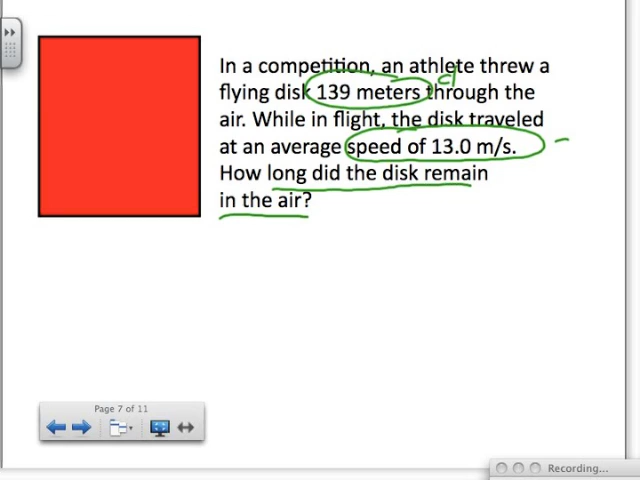 In a competition, an athlete threw a
d
flying disk 139 meters through the
air. While in flight, the disk traveled
at an average speed of 13.0 m/s.
How long did the disk remain
in the air?
Page 7 of 11
Recording...